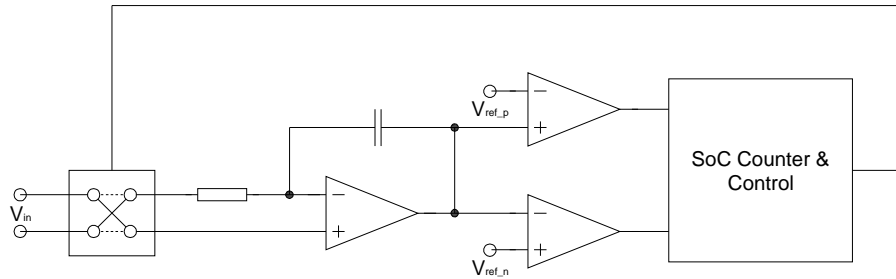 Vref_p
SoC Counter &
Control
Vin
Vref_n